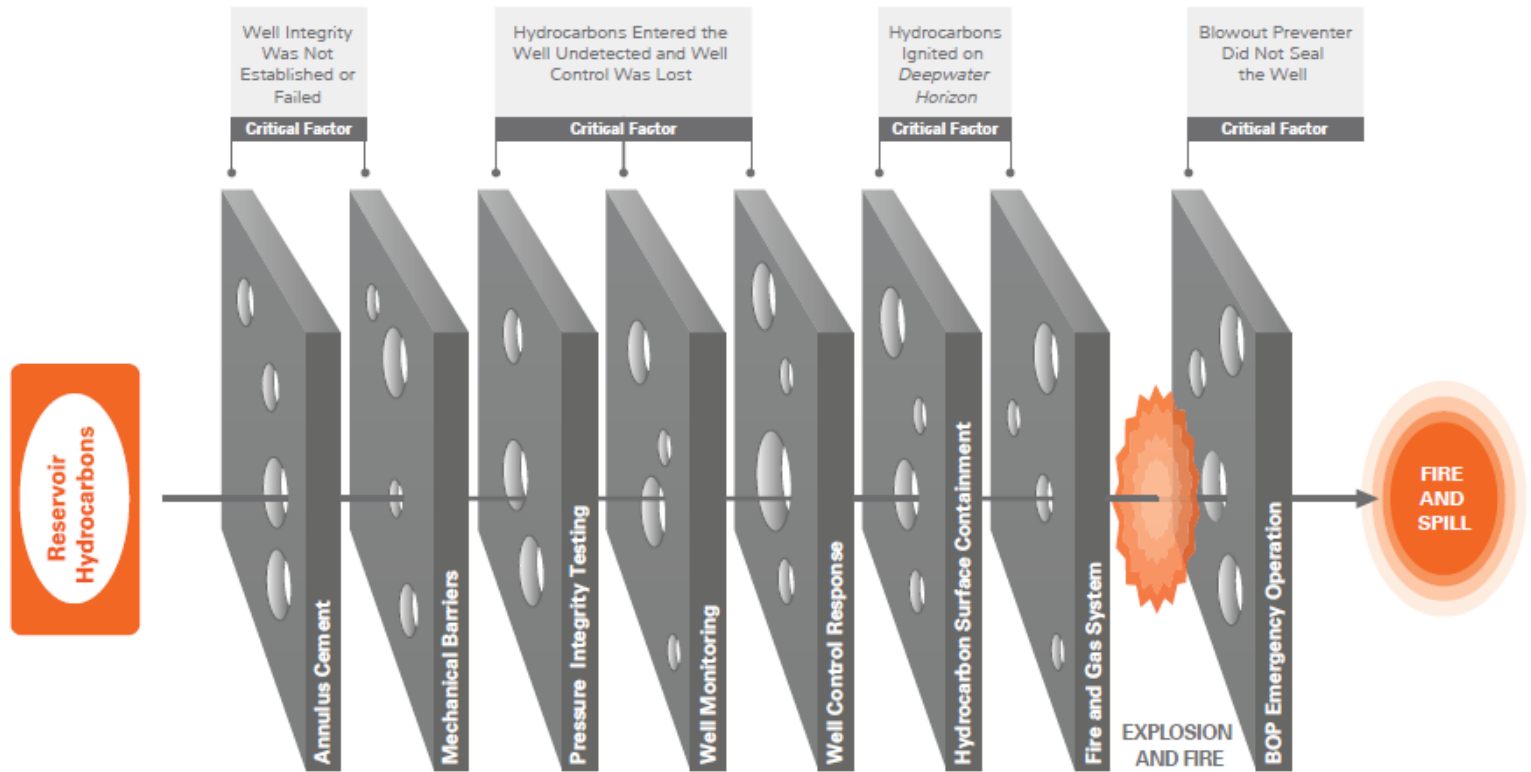 Well Integrity
Was Not
Established or
Failed
Critical Factor
Hydrocarbons Entered the
Well Undetected and Well
Control Was Lost
Critical Factor
Hydrocarbons
Ignited on
Deepwater
Horizon
Critical Factor
Blowout Preventer
Did Not Seal
the Well
Critical Factor
Reservoir
Hydrocarbons
Annulus Cement
Mechanical Barriers
Pressure Integrity Testing
Well Monitoring
Well Control Response
Hydrocarbon Surface Containment
Fire and Gas System
EXPLOSION
AND FIRE
BOP Emergency Operation
FIRE
AND
SPILL